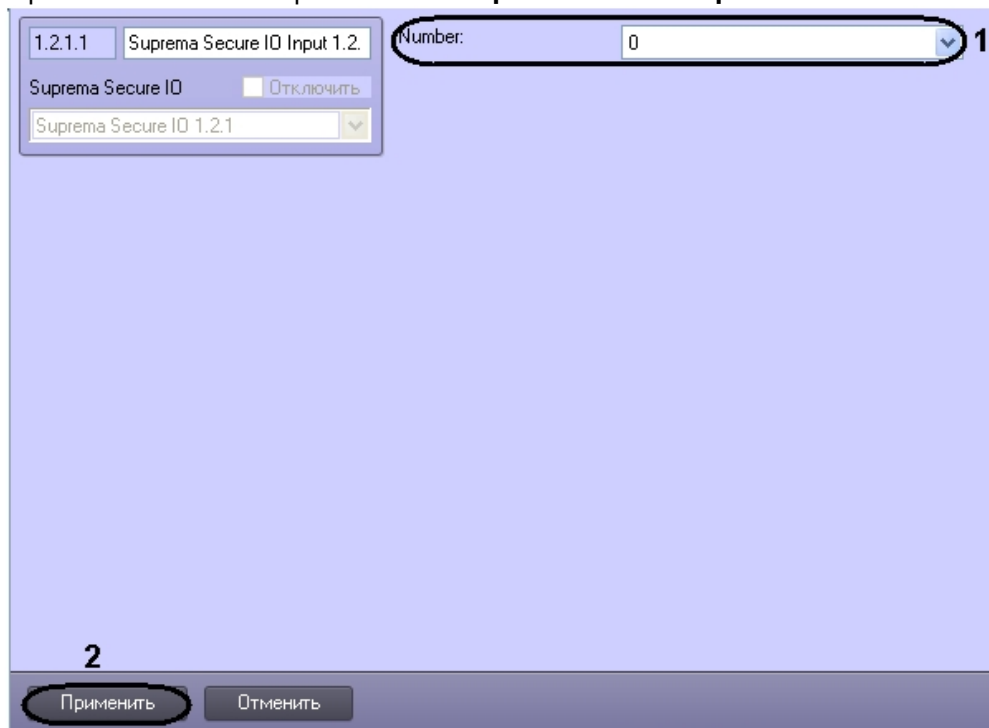 1.2.1.1 Suprema Secure IO Input 1.2.
Number: 0 1
Suprema Secure IO Отключить
Suprema Secure IO 1.2.1
2
Применить Отменить